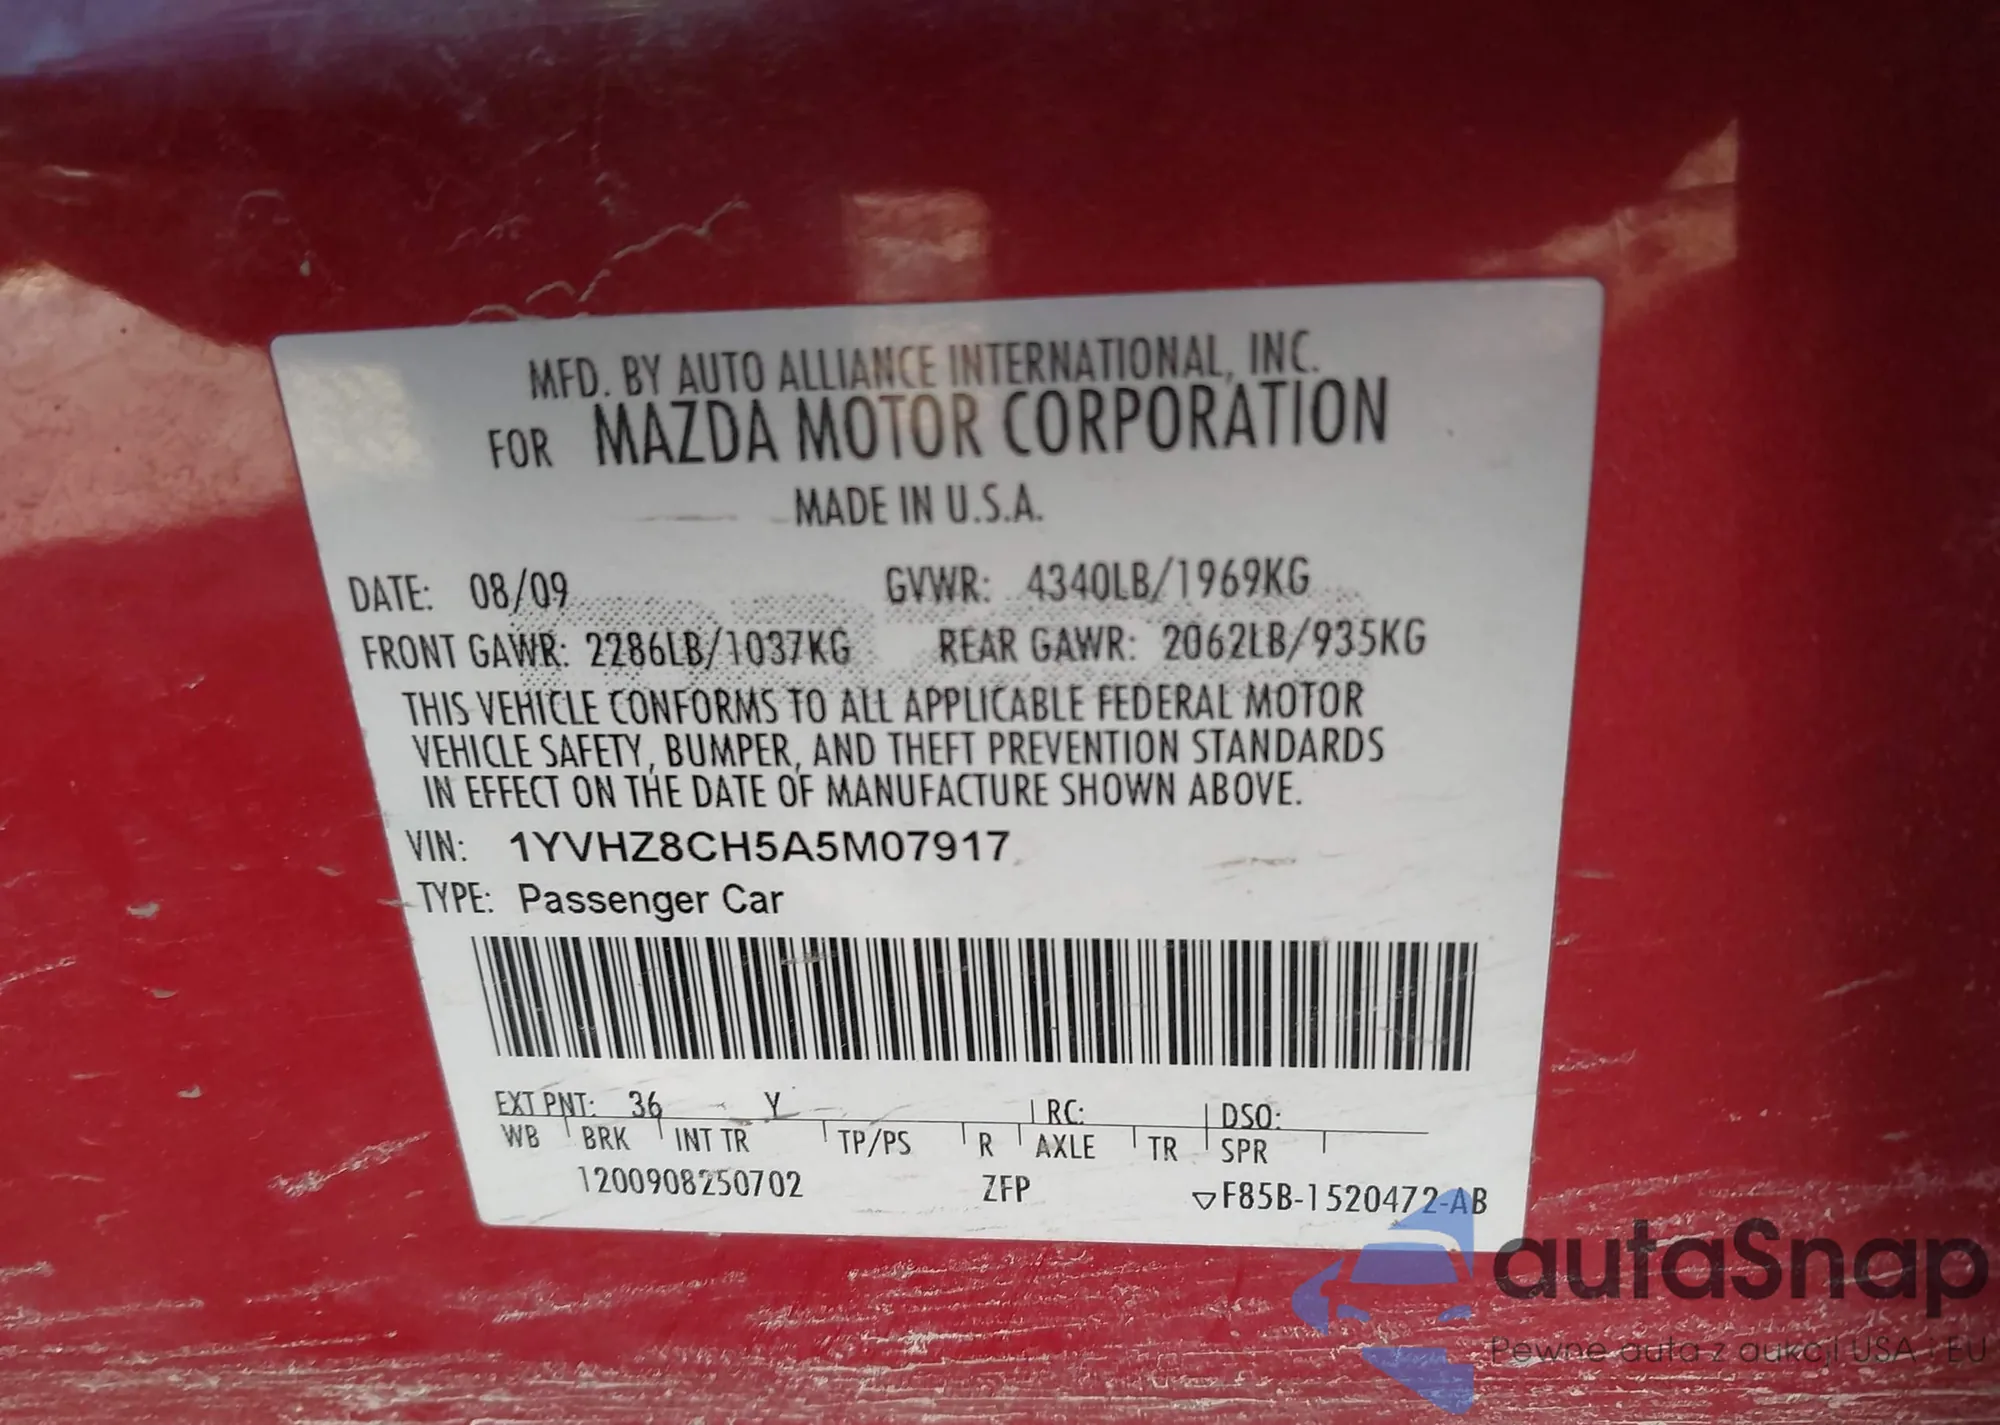 MFD. BY AUTO ALLIANCE INTERNATIONAL, INC.
FOR MAZDA MOTOR CORPORATION
MADE IN U.S.A.
DATE: 08/09 GVWR: 4340LB/1969KG
FRONT GAWR: 2286LB/1037KG REAR GAWR: 2062LB/935KG
THIS VEHICLE CONFORMS TO ALL APPLICABLE FEDERAL MOTOR
VEHICLE SAFETY, BUMPER, AND THEFT PREVENTION STANDARDS
IN EFFECT ON THE DATE OF MANUFACTURE SHOWN ABOVE.
VIN: 1YVHZ8CH5A5M07917
TYPE: Passenger Car
EXT PNT: 36 Y RC: DSO:
WB BRK INT TR TP/PS R AXLE TR SPR
1200908250702 ZFP ▽F85B-1520472-AB
autaSnap
Pewne auta z aukcji USA i EU